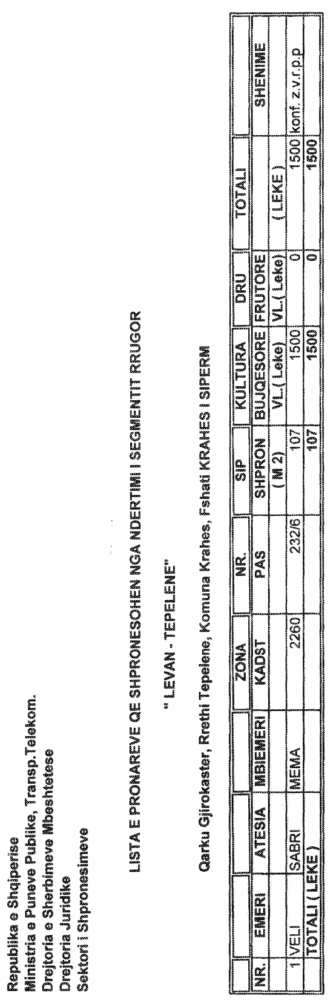 Republika e Shqiperise
Ministria e Puneve Publike, Transp.Telekom.
Drejtoria e Sherbimeve Mbeshtetese
Drejtoria Juridike
Sektori i Shpronesimeve
LISTA E PRONAREVE QE SHPRONESOHEN NGA NDERTIMI I SEGMENTIT RRUGOR
" LEVAN - TEPELENE"
Qarku Gjirokaster, Rrethi Tepelene, Komuna Krahes, Fshati KRAHES I SIPERM
ZONA NR. SIP KULTURA DRU TOTALI
NR. EMERI ATESIA MBIEMERI KADST PAS SHPRON BUJQESORE FRUTORE SHENIME
( M 2) VL.( Leke) VL.( Leke) ( LEKE )
1 VELI SABRI MEMA 2260 232/6 107 1500 0 1500 konf. z.v.r.p.p
TOTALI ( LEKE ) 107 1500 0 1500